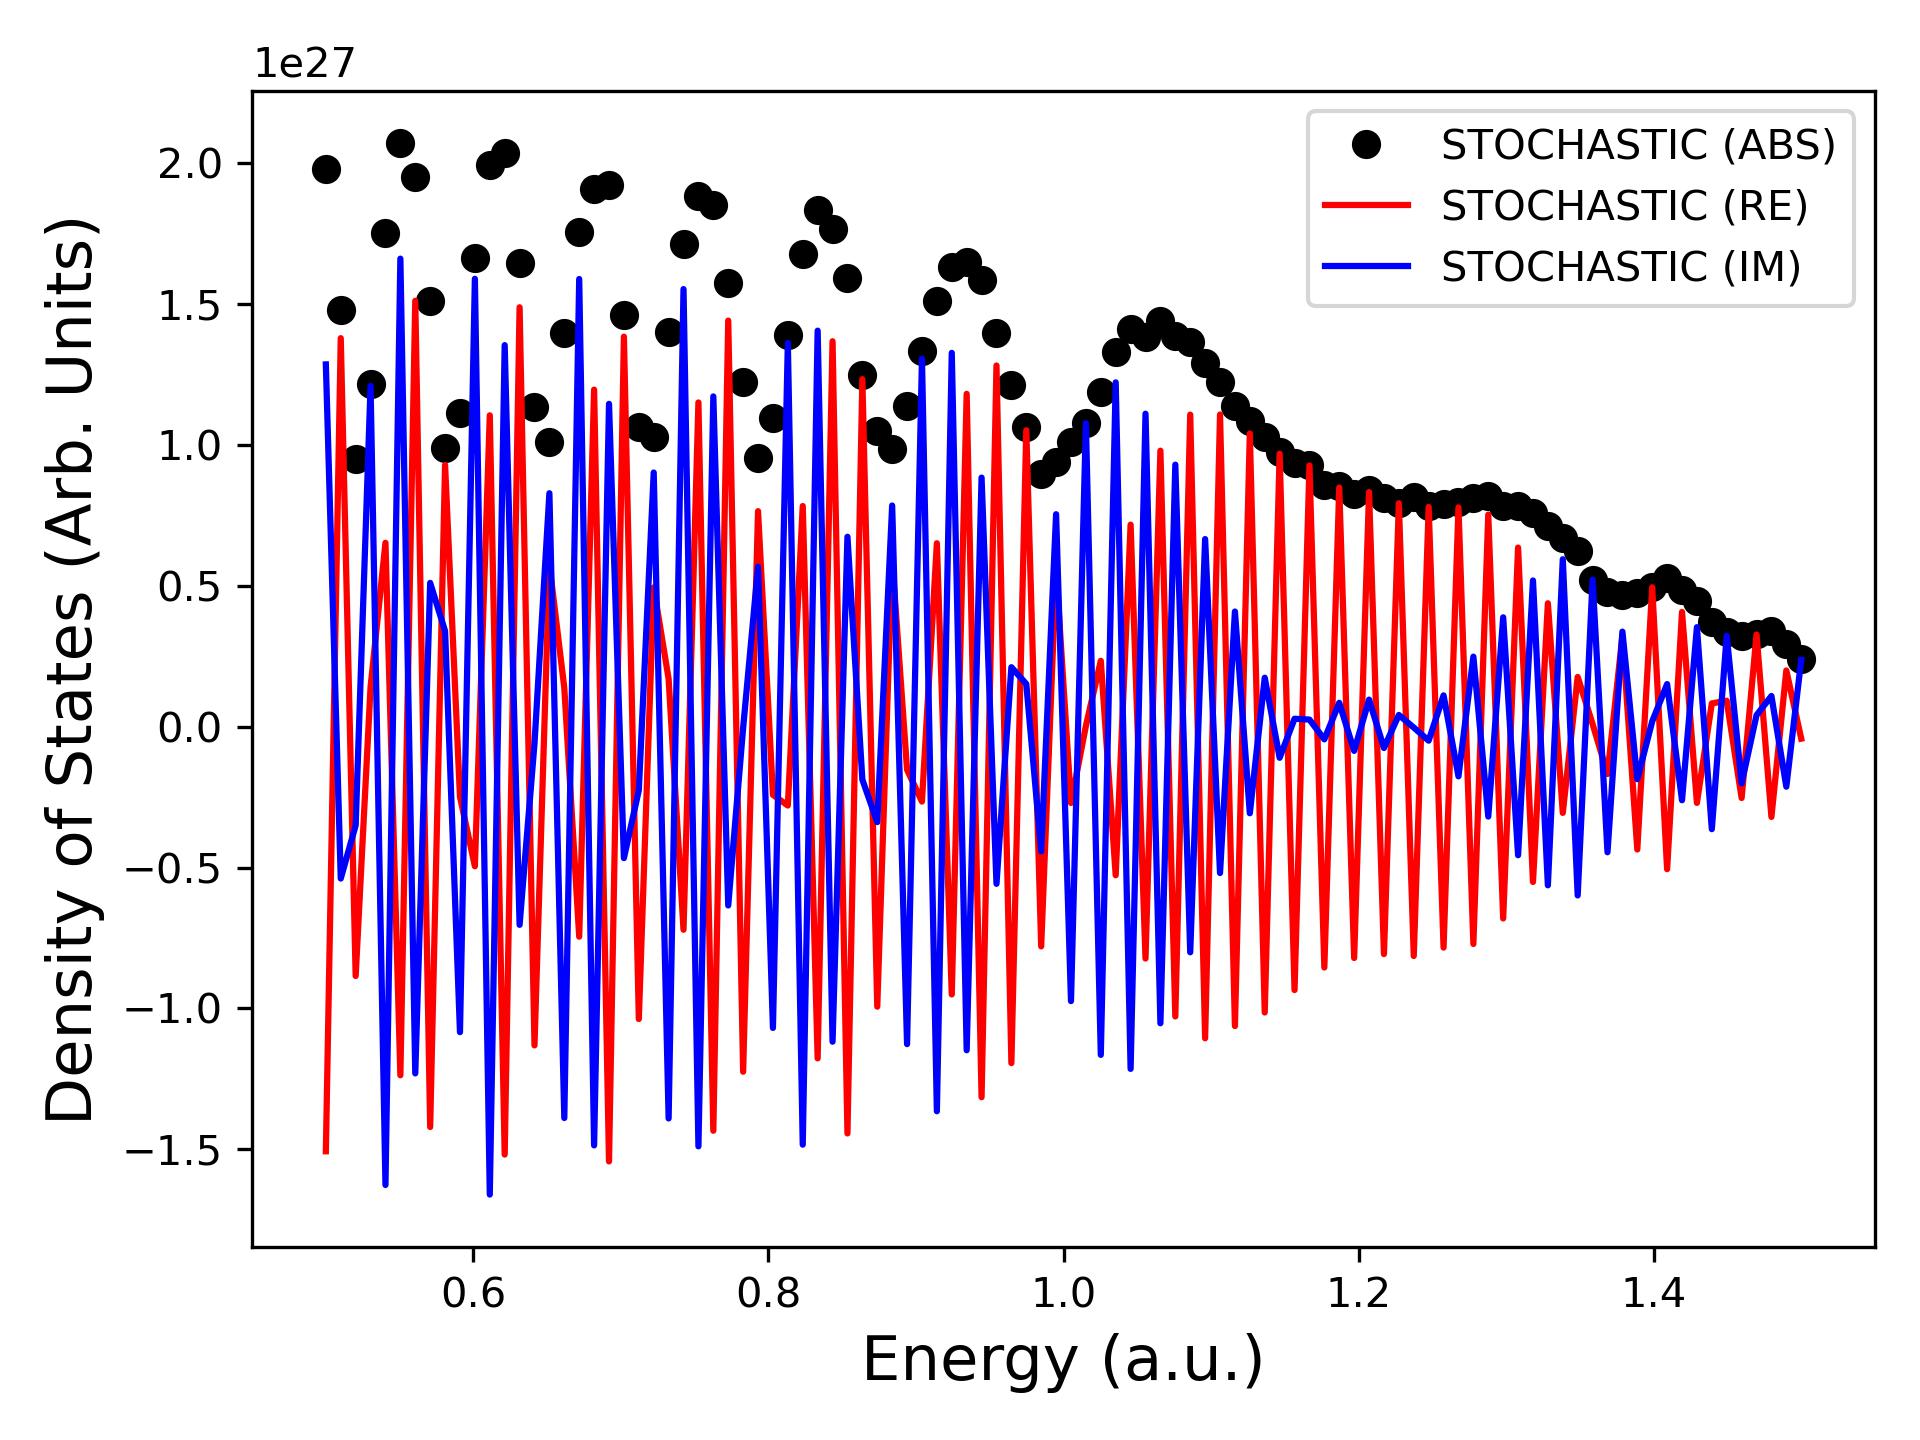 1e27
STOCHASTIC (ABS)
STOCHASTIC (RE)
STOCHASTIC (IM)
Density of States (Arb. Units)
2.0
1.5
1.0
0.5
0.0
−0.5
−1.0
−1.5
0.6 0.8 1.0 1.2 1.4
Energy (a.u.)